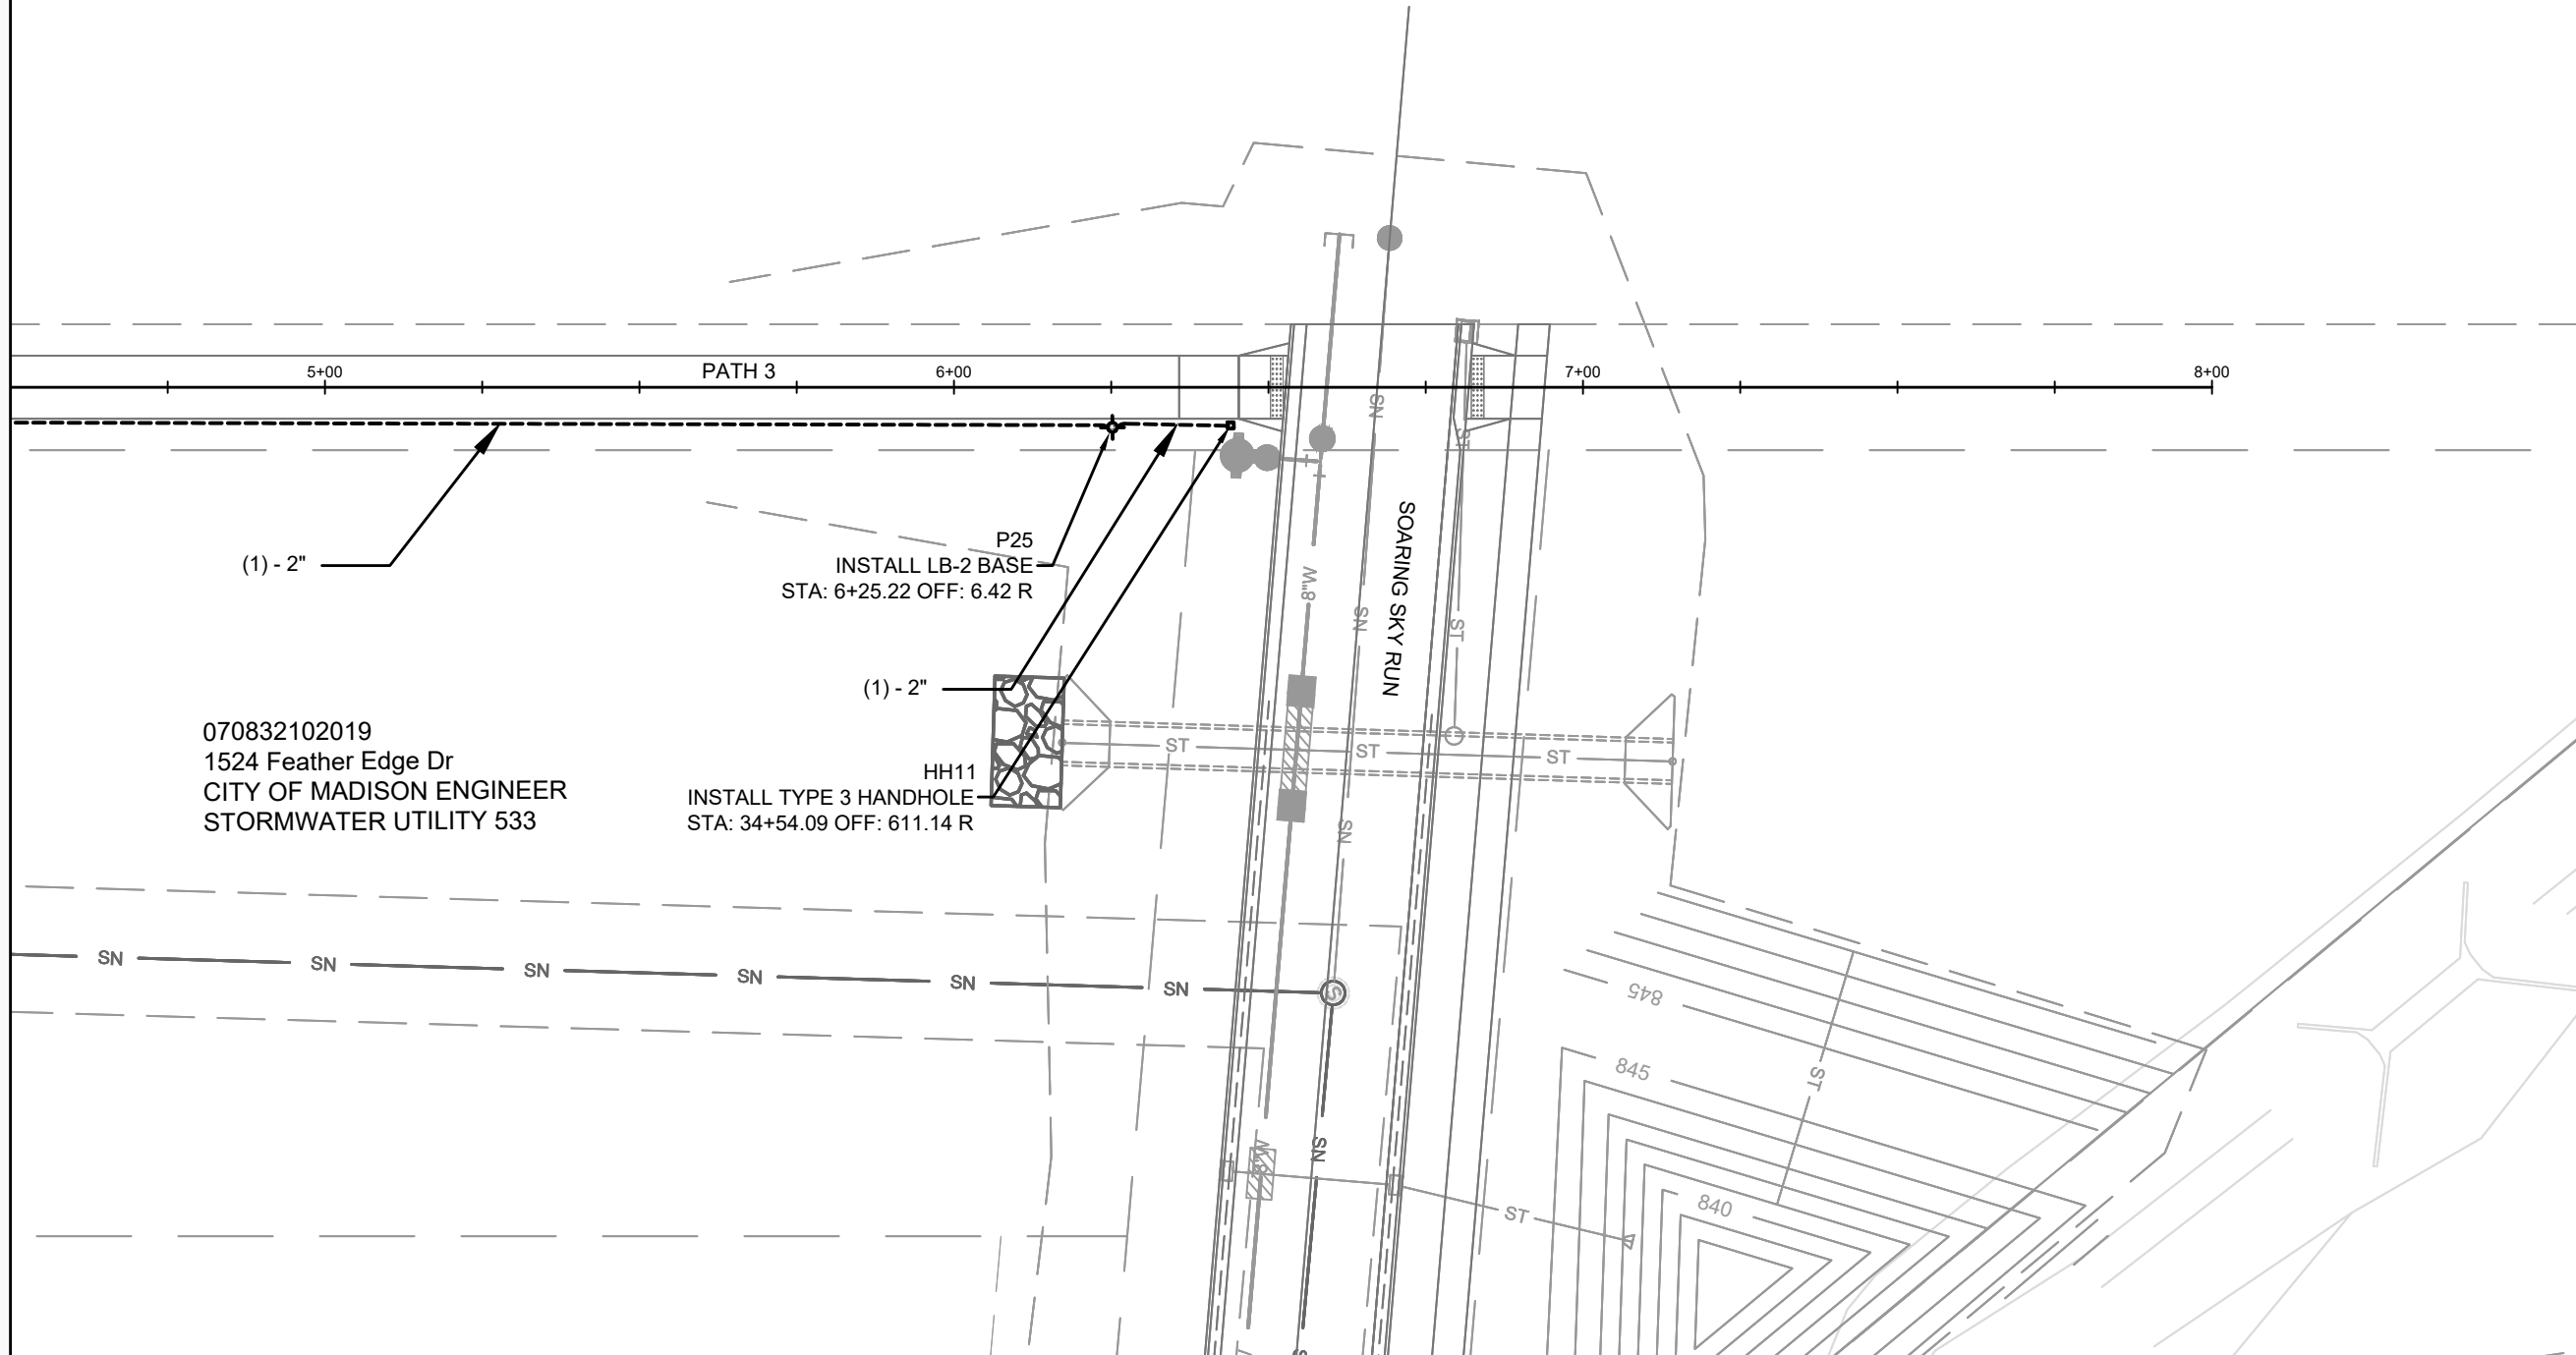 5+00
PATH 3
6+00
7+00
8+00
SN
ST
(1) - 2"
P25
INSTALL LB-2 BASE
STA: 6+25.22 OFF: 6.42 R
8"W
SN
ST
SOARING SKY RUN
(1) - 2"
070832102019
1524 Feather Edge Dr
CITY OF MADISON ENGINEER
STORMWATER UTILITY 533
HH11
INSTALL TYPE 3 HANDHOLE
STA: 34+54.09 OFF: 611.14 R
ST
ST
ST
SN
SN
SN
SN
SN
SN
SN
S
845
845
ST
SN
840
ST